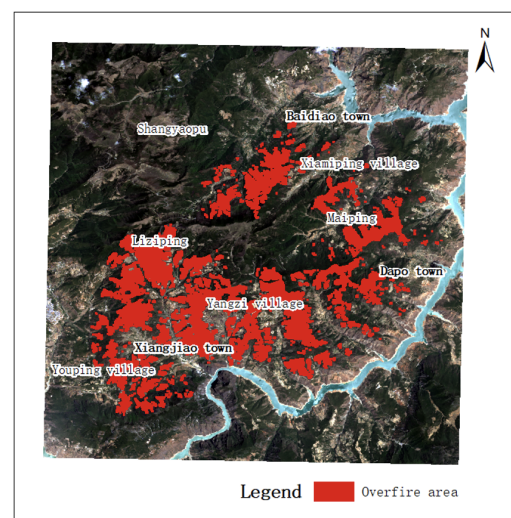 N
Baidiao town
Shangyaopu
Xiamiping village
Maiping
Liziping
Dapo town
Yangzi village
Xiangjiao town
Youping village
Legend
Overfire area